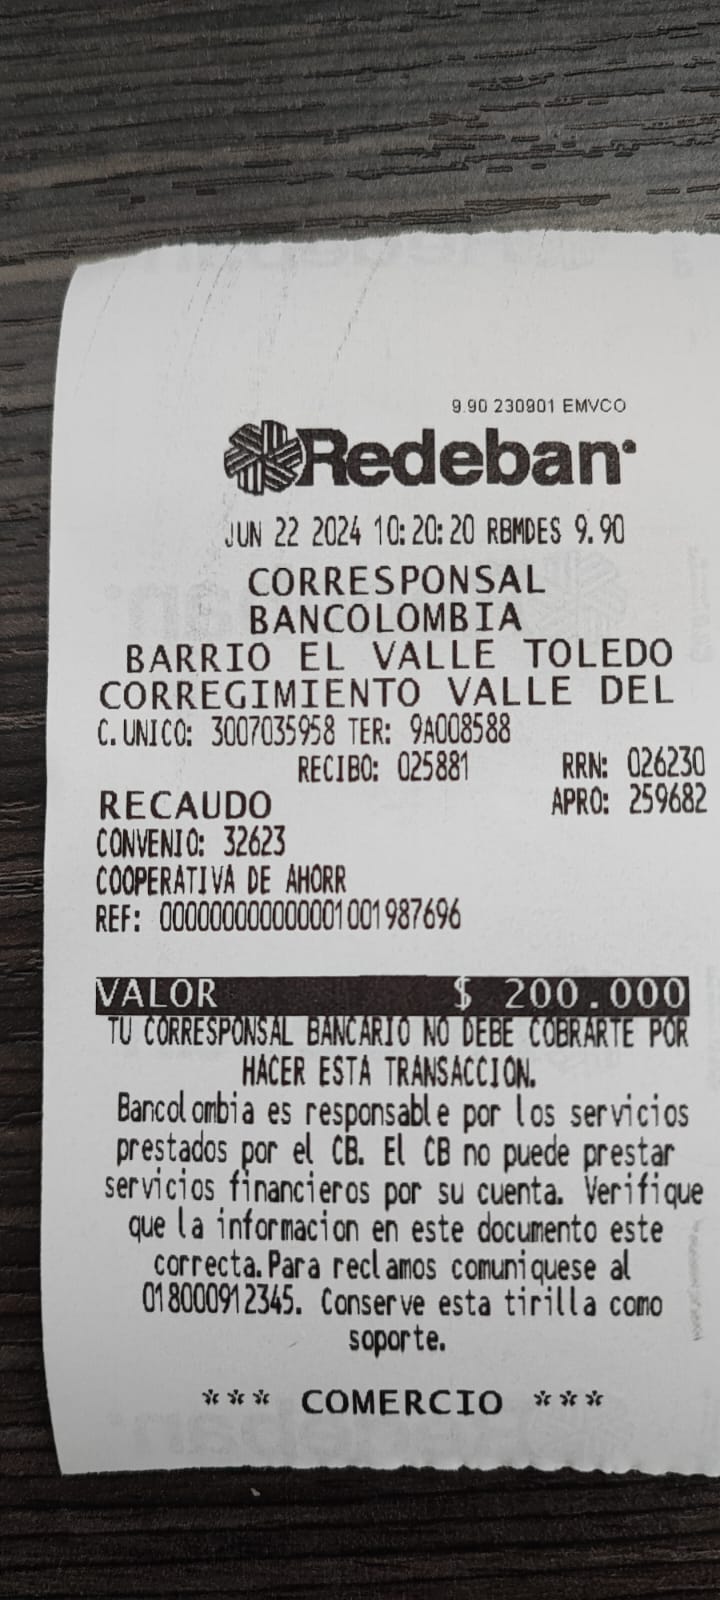 9.90 230901 EMVCO
Redeban
JUN 22 2024 10:20:20 RBMDES 9.90
CORRESPONSAL
BANCOLOMBIA
BARRIO EL VALLE TOLEDO
CORREGIMIENTO VALLE DEL
C.UNICO: 3007035958 TER: 9A008588
RECIBO: 025881 RRN: 026230
RECAUDO APRO: 259682
CONVENIO: 32623
COOPERATIVA DE AHORR
REF: 000000000000001001987696
VALOR $ 200.000
TU CORRESPONSAL BANCARIO NO DEBE COBRARTE POR
HACER ESTA TRANSACCION.
Bancolombia es responsable por los servicios
prestados por el CB. El CB no puede prestar
servicios financieros por su cuenta. Verifique
que la informacion en este documento este
correcta.Para reclamos comuniquese al
018000912345. Conserve esta tirilla como
soporte.
*** COMERCIO ***